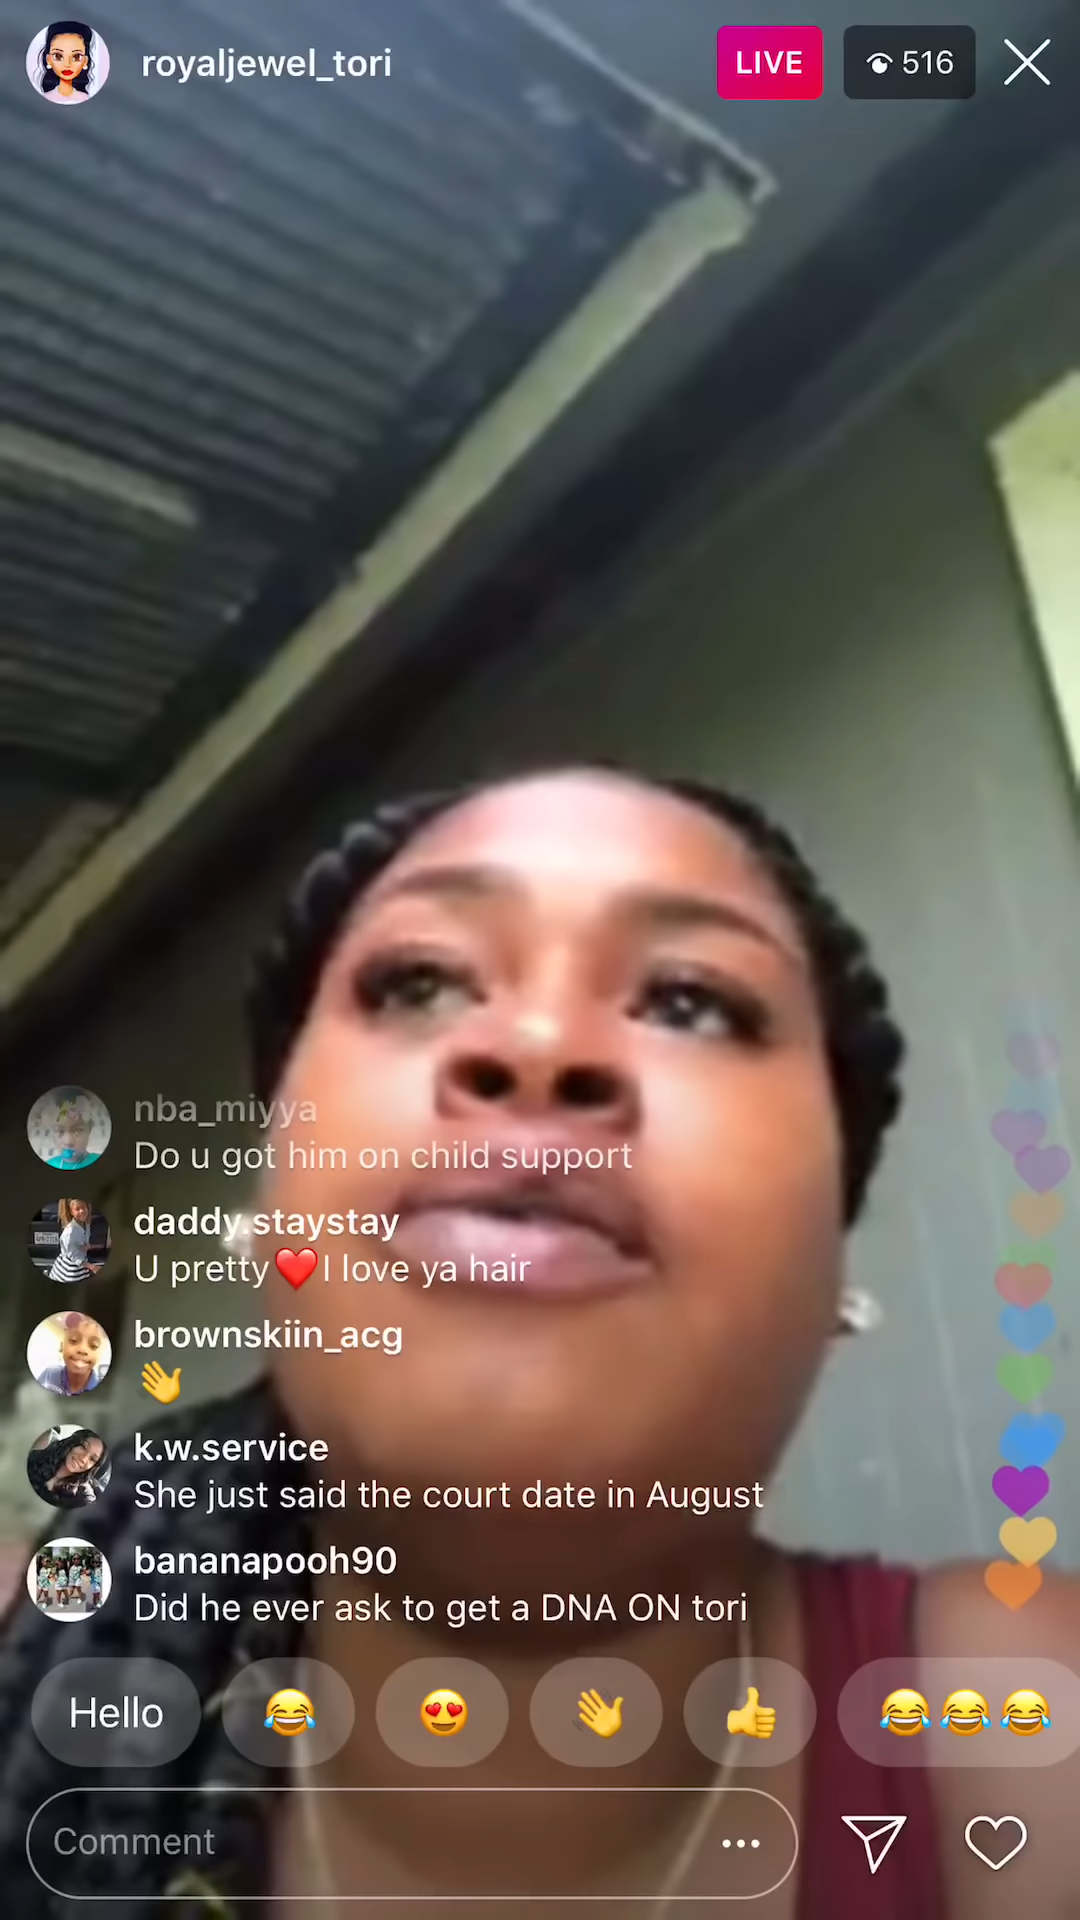 royaljewel_tori
LIVE
516
nba_miyya
Do u got him on child support
daddy.staystay
U pretty❤️I love ya hair
brownskiin_acg
👋
k.w.service
She just said the court date in August
bananapooh90
Did he ever ask to get a DNA ON tori
Hello 😂 😍 👋 👍 😂😂😂
Comment